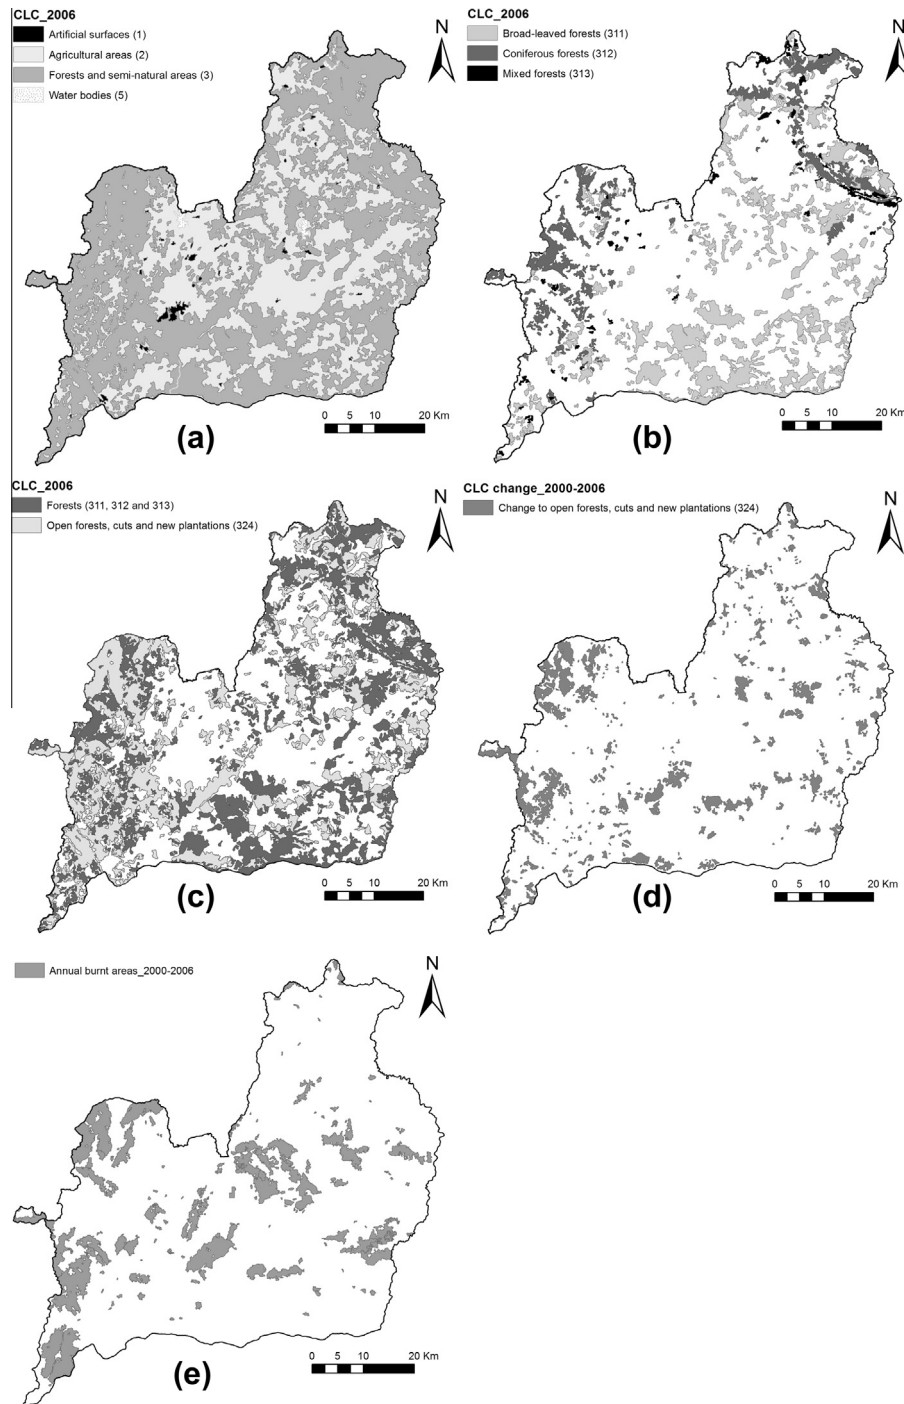 CLC_2006
Artificial surfaces (1)
Agricultural areas (2)
Forests and semi-natural areas (3)
Water bodies (5)
N
0 5 10 20 Km
(a)
CLC_2006
Broad-leaved forests (311)
Coniferous forests (312)
Mixed forests (313)
N
0 5 10 20 Km
(b)
CLC_2006
Forests (311, 312 and 313)
Open forests, cuts and new plantations (324)
N
0 5 10 20 Km
(c)
CLC change_2000-2006
Change to open forests, cuts and new plantations (324)
N
0 5 10 20 Km
(d)
Annual burnt areas_2000-2006
N
0 5 10 20 Km
(e)